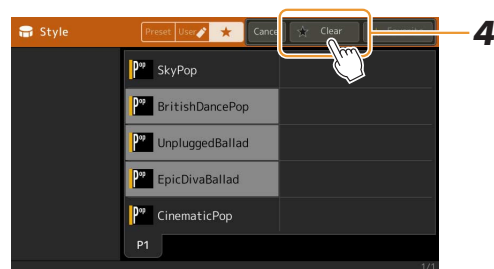 Style
Preset User ★ Cance ★ Clear
4
Pop SkyPop
Pop BritishDancePop
Pop UnpluggedBallad
Pop EpicDivaBallad
Pop CinematicPop
P1
1/1